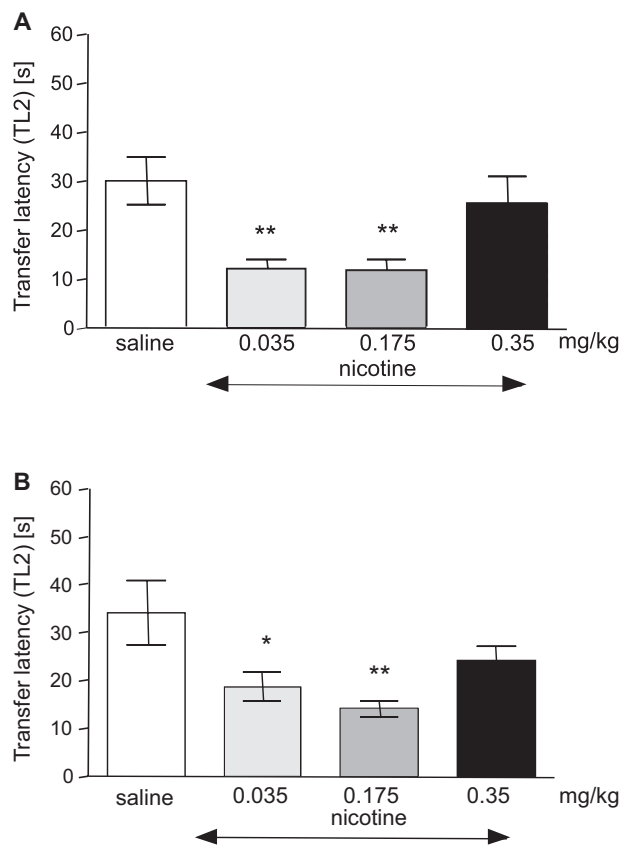 A
Transfer latency (TL2) [s]
60
50
40
30
20
10
0
**
**
saline
0.035
0.175
0.35
mg/kg
nicotine
B
Transfer latency (TL2) [s]
60
50
40
30
20
10
0
*
**
saline
0.035
0.175
0.35
mg/kg
nicotine